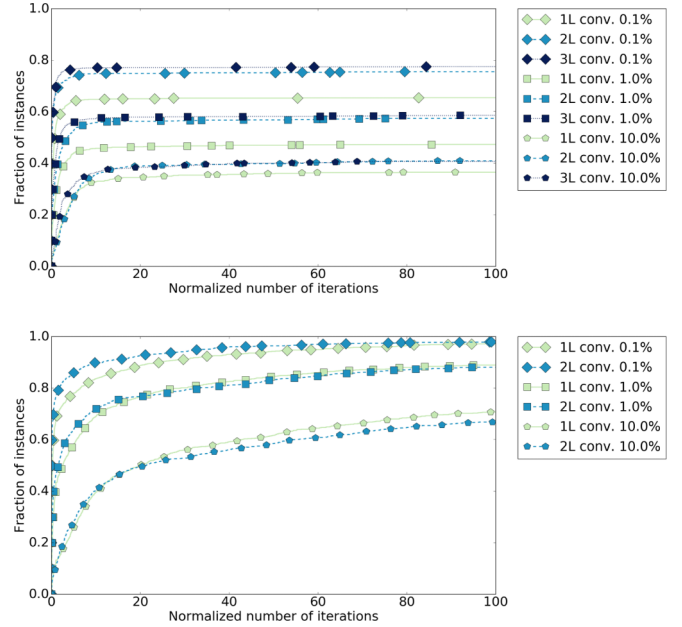 1.0
0.8
0.6
0.4
0.2
0.0
Fraction of instances
0 20 40 60 80 100
Normalized number of iterations
1L conv. 0.1%
2L conv. 0.1%
3L conv. 0.1%
1L conv. 1.0%
2L conv. 1.0%
3L conv. 1.0%
1L conv. 10.0%
2L conv. 10.0%
3L conv. 10.0%
1.0
0.8
0.6
0.4
0.2
0.0
Fraction of instances
0 20 40 60 80 100
Normalized number of iterations
1L conv. 0.1%
2L conv. 0.1%
1L conv. 1.0%
2L conv. 1.0%
1L conv. 10.0%
2L conv. 10.0%